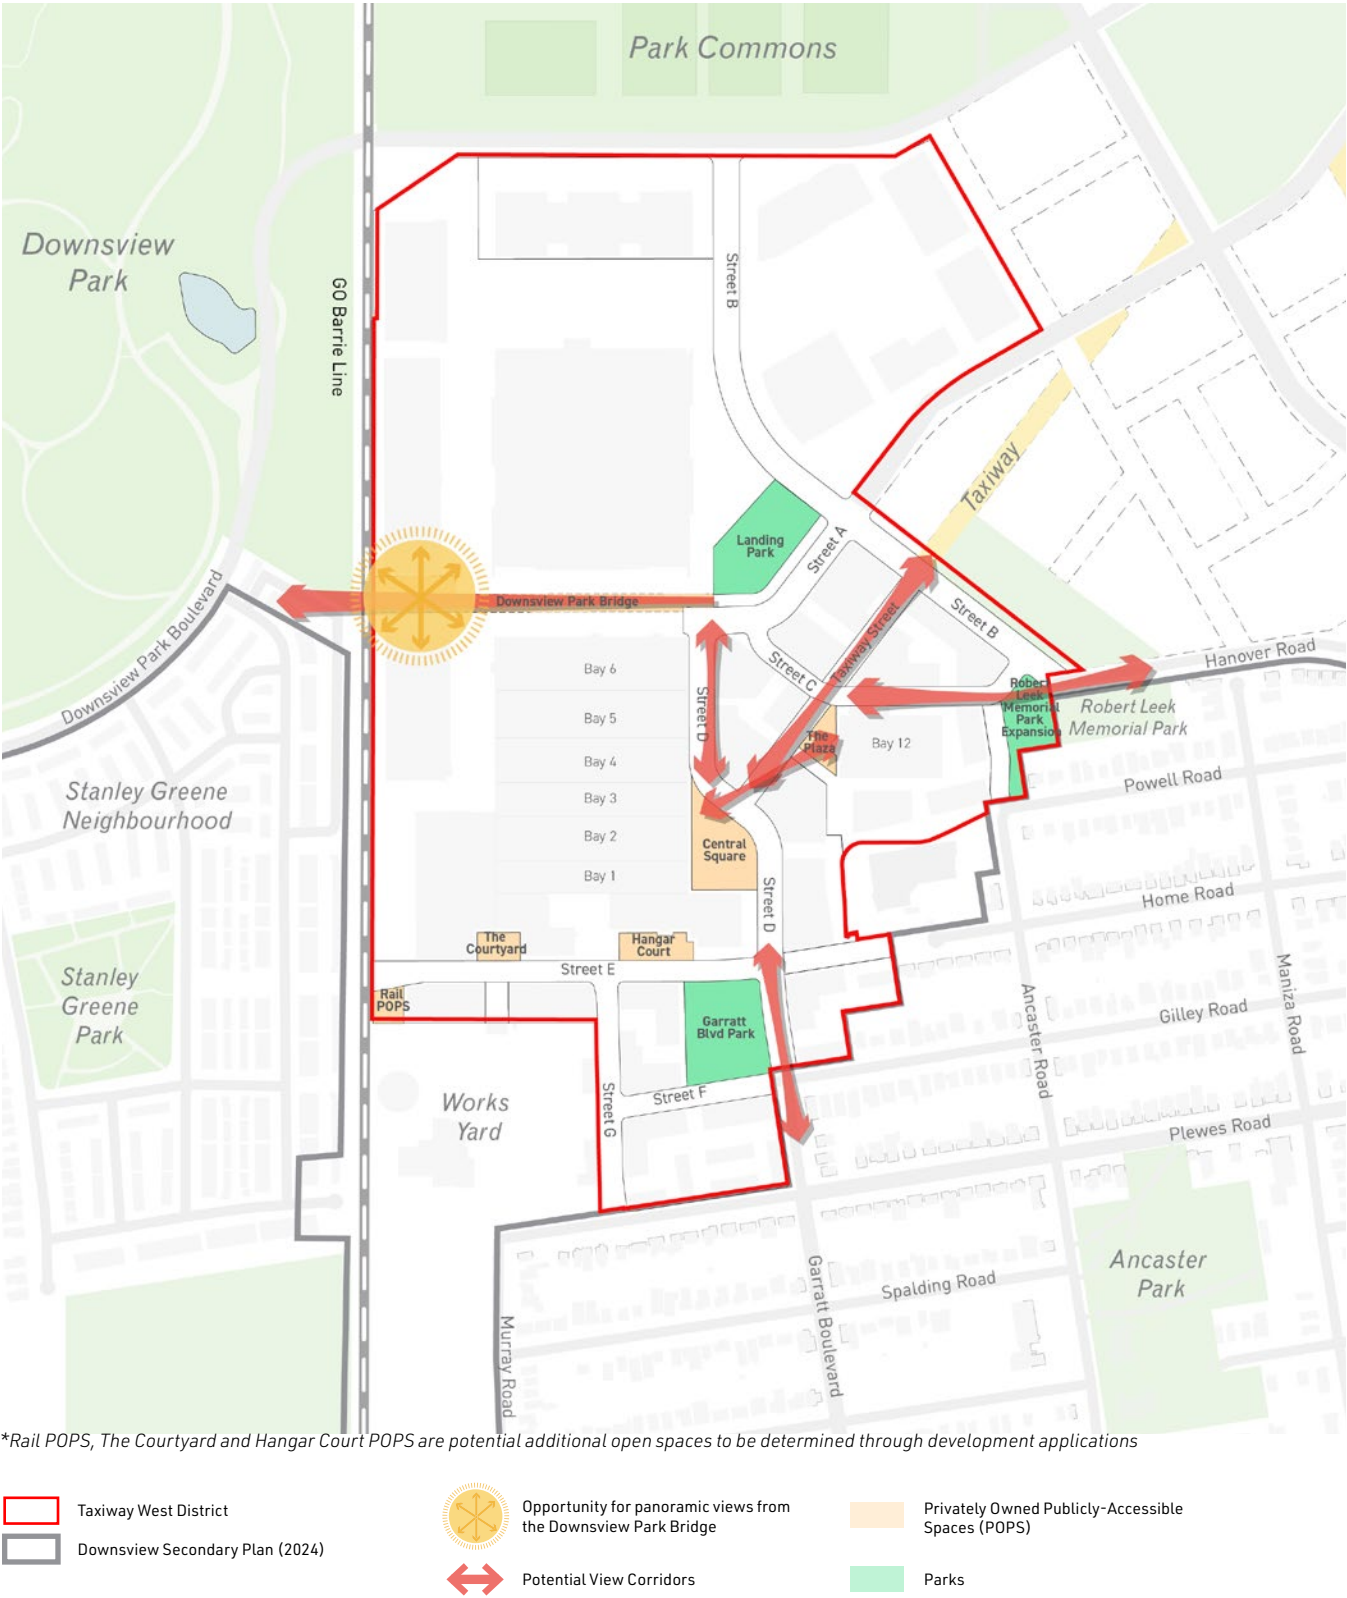 Park Commons
Downsview
Park
GO Barrie Line
Street B
Taxiway
Landing
Park
Street A
Downsview Park Bridge
Downsview Park Boulevard
Taxiway Street
Street B
Street C
Hanover Road
Bay 6
Bay 5
Bay 4
Bay 3
Bay 2
Bay 1
Street D
Robert
Leek
Memorial
Park
Expansion
Robert Leek
Memorial Park
The
Plaza
Bay 12
Powell Road
Stanley Greene
Neighbourhood
Central
Square
Street D
Home Road
The
Courtyard
Hangar
Court
Street E
Stanley
Greene
Park
Rail
POPS
Garratt
Blvd Park
Ancaster Road
Gilley Road
Maniza Road
Works
Yard
Street G
Street F
Plewes Road
Ancaster
Park
Spalding Road
Garratt Boulevard
Murray Road
*Rail POPS, The Courtyard and Hangar Court POPS are potential additional open spaces to be determined through development applications
Taxiway West District
Downsview Secondary Plan (2024)
Opportunity for panoramic views from
the Downsview Park Bridge
Potential View Corridors
Privately Owned Publicly-Accessible
Spaces (POPS)
Parks